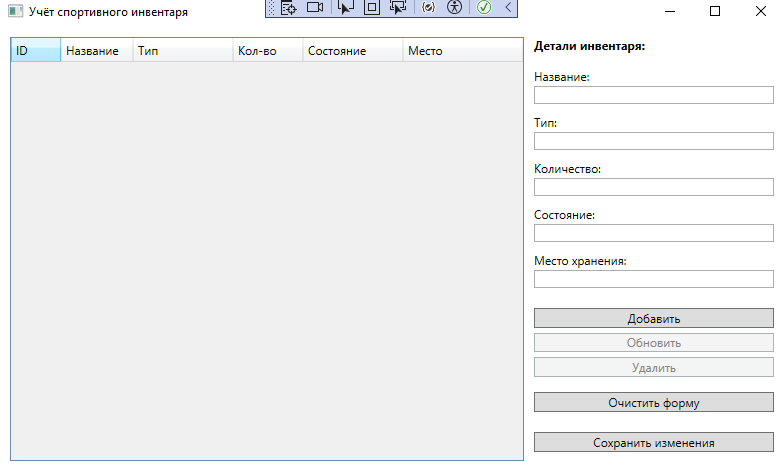 Учёт спортивного инвентаря
ID Название Тип Кол-во Состояние Место
Детали инвентаря:
Название:
Тип:
Количество:
Состояние:
Место хранения:
Добавить
Обновить
Удалить
Очистить форму
Сохранить изменения